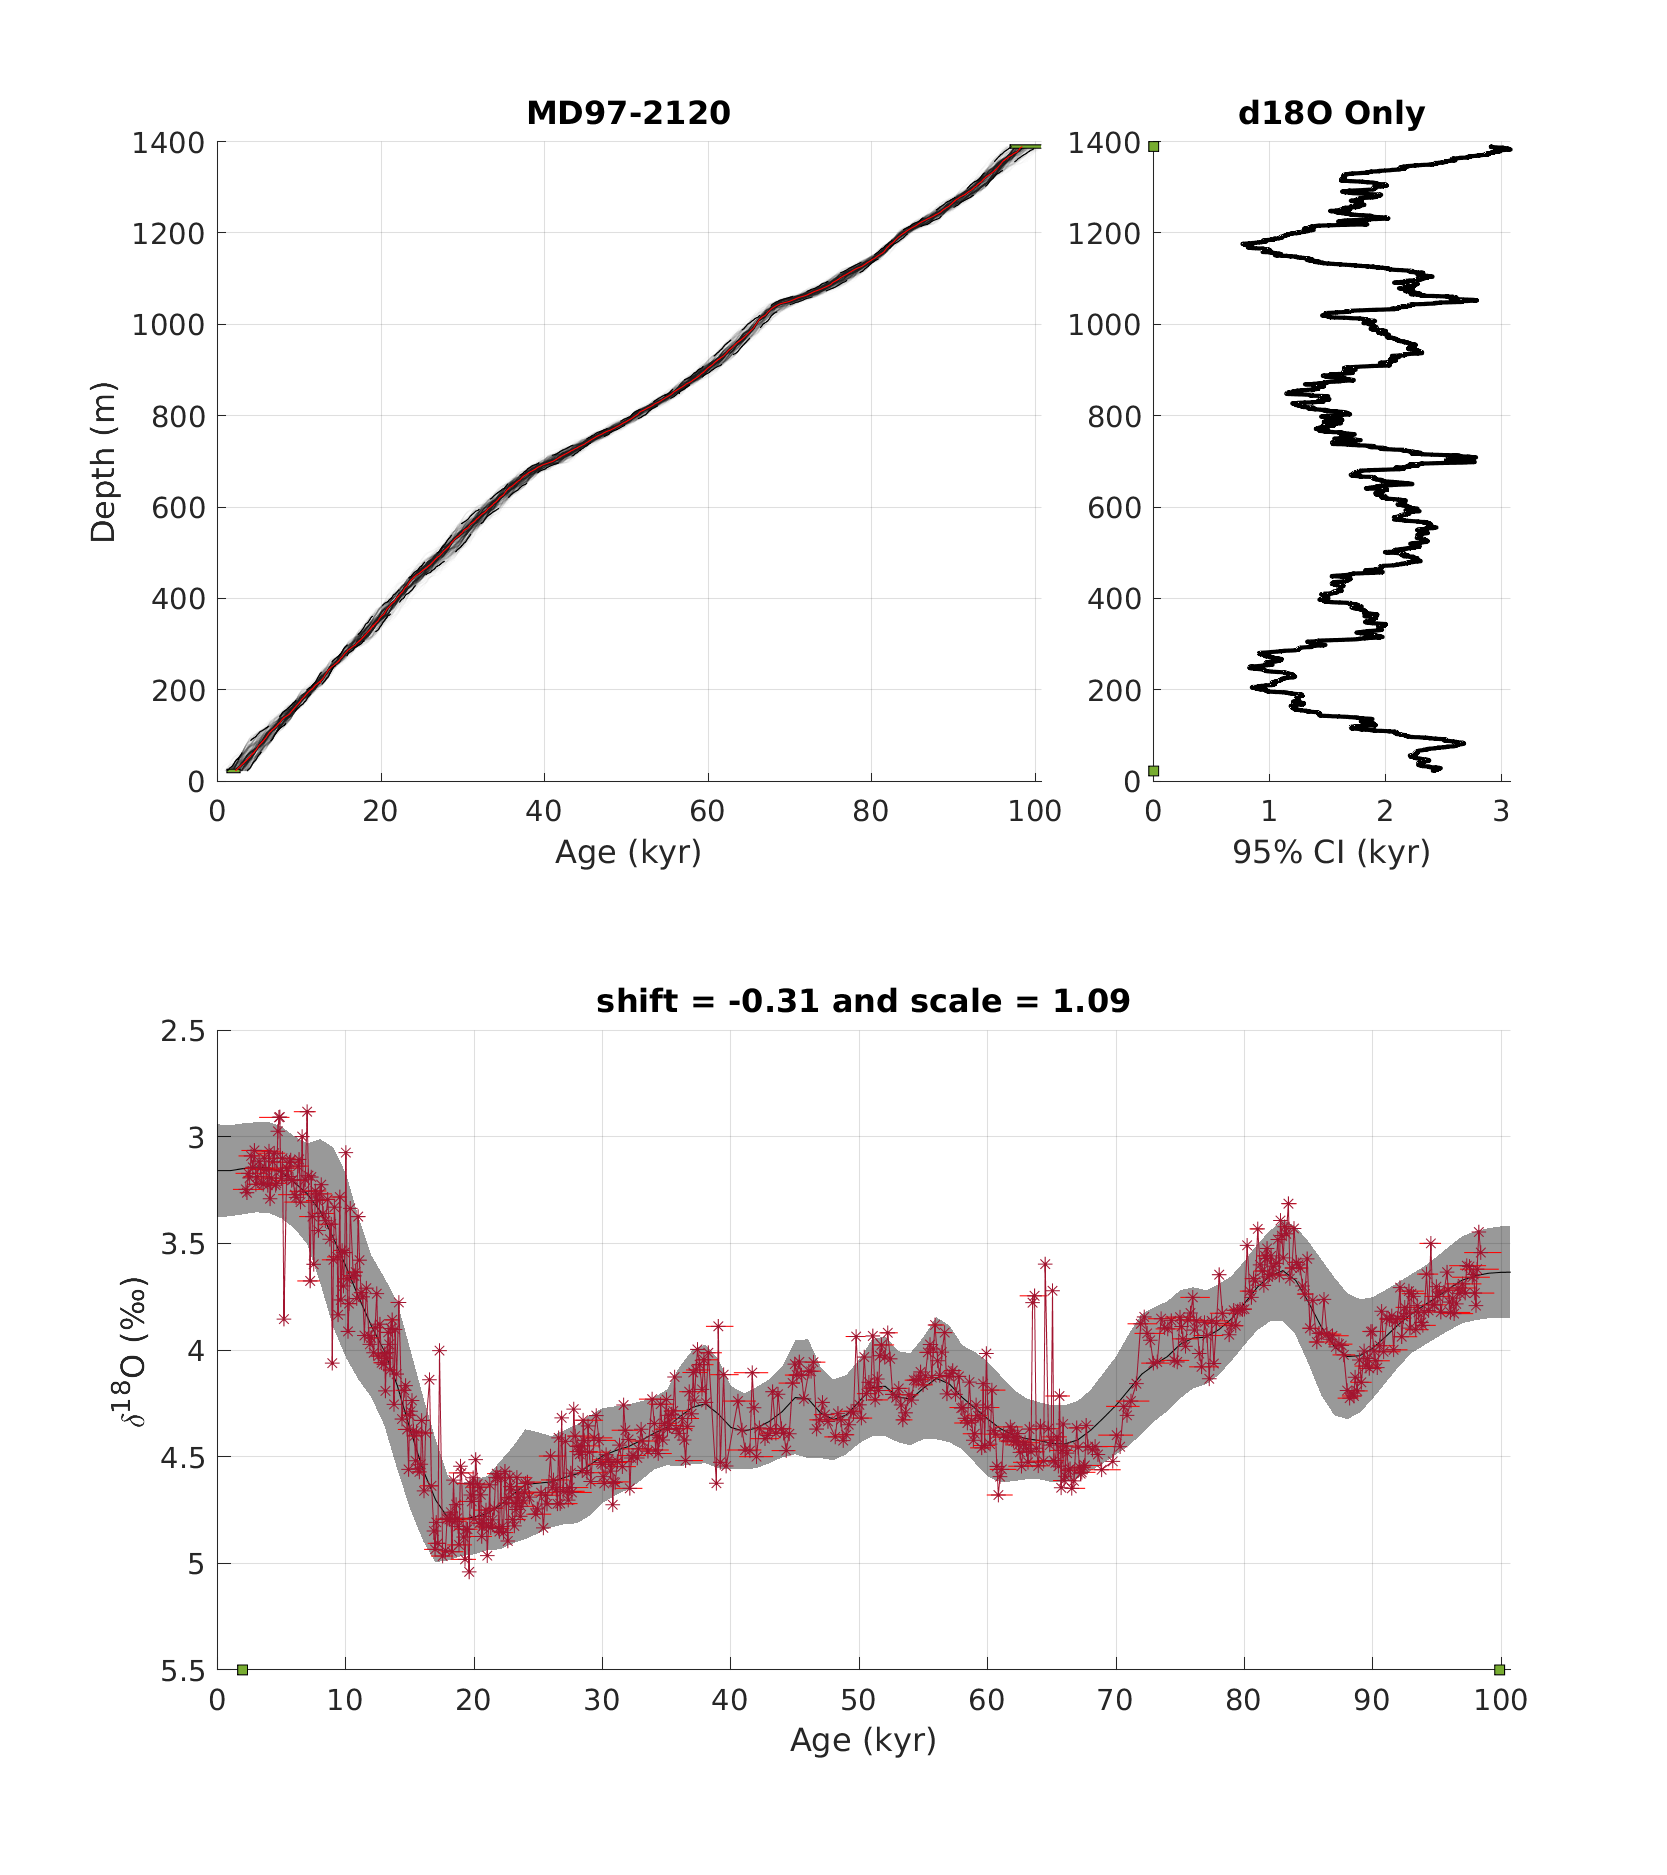 MD97-2120
1400
1200
1000
800
600
400
200
0
Depth (m)
0 20 40 60 80 100
Age (kyr)
d18O Only
1400
1200
1000
800
600
400
200
0
0 1 2 3
95% CI (kyr)
shift = -0.31 and scale = 1.09
2.5
3
3.5
4
4.5
5
5.5
δ18O (‰)
0 10 20 30 40 50 60 70 80 90 100
Age (kyr)